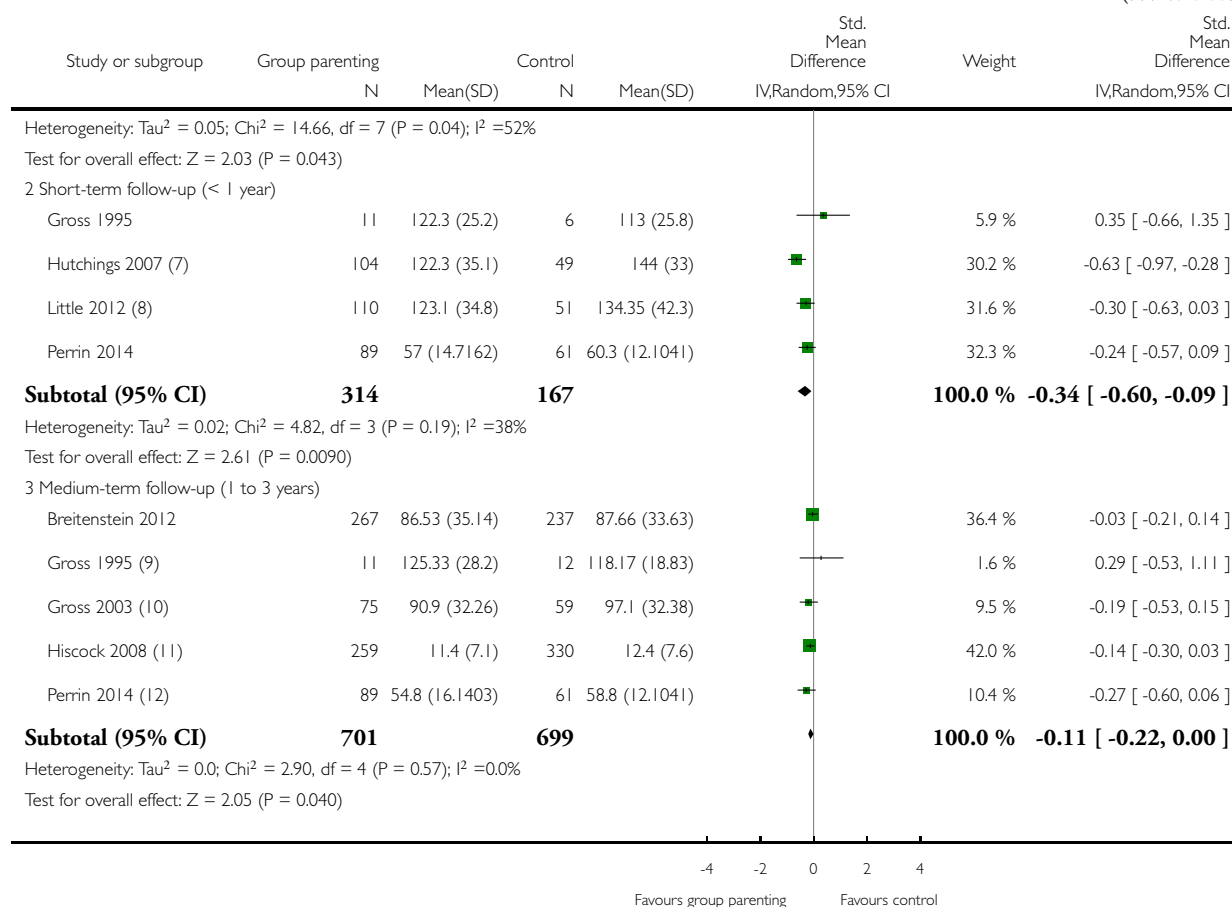 Std. Std.
Mean Mean
Study or subgroup Group parenting Control Difference Weight Difference
N Mean(SD) N Mean(SD) IV,Random,95% CI IV,Random,95% CI
Heterogeneity: Tau² = 0.05; Chi² = 14.66, df = 7 (P = 0.04); I² =52%
Test for overall effect: Z = 2.03 (P = 0.043)
2 Short-term follow-up (< 1 year)
Gross 1995 11 122.3 (25.2) 6 113 (25.8) 5.9 % 0.35 [ -0.66, 1.35 ]
Hutchings 2007 (7) 104 122.3 (35.1) 49 144 (33) 30.2 % -0.63 [ -0.97, -0.28 ]
Little 2012 (8) 110 123.1 (34.8) 51 134.35 (42.3) 31.6 % -0.30 [ -0.63, 0.03 ]
Perrin 2014 89 57 (14.7162) 61 60.3 (12.1041) 32.3 % -0.24 [ -0.57, 0.09 ]
Subtotal (95% CI) 314 167 100.0 % -0.34 [ -0.60, -0.09 ]
Heterogeneity: Tau² = 0.02; Chi² = 4.82, df = 3 (P = 0.19); I² =38%
Test for overall effect: Z = 2.61 (P = 0.0090)
3 Medium-term follow-up (1 to 3 years)
Breitenstein 2012 267 86.53 (35.14) 237 87.66 (33.63) 36.4 % -0.03 [ -0.21, 0.14 ]
Gross 1995 (9) 11 125.33 (28.2) 12 118.17 (18.83) 1.6 % 0.29 [ -0.53, 1.11 ]
Gross 2003 (10) 75 90.9 (32.26) 59 97.1 (32.38) 9.5 % -0.19 [ -0.53, 0.15 ]
Hiscock 2008 (11) 259 11.4 (7.1) 330 12.4 (7.6) 42.0 % -0.14 [ -0.30, 0.03 ]
Perrin 2014 (12) 89 54.8 (16.1403) 61 58.8 (12.1041) 10.4 % -0.27 [ -0.60, 0.06 ]
Subtotal (95% CI) 701 699 100.0 % -0.11 [ -0.22, 0.00 ]
Heterogeneity: Tau² = 0.0; Chi² = 2.90, df = 4 (P = 0.57); I² =0.0%
Test for overall effect: Z = 2.05 (P = 0.040)
-4 -2 0 2 4
Favours group parenting Favours control